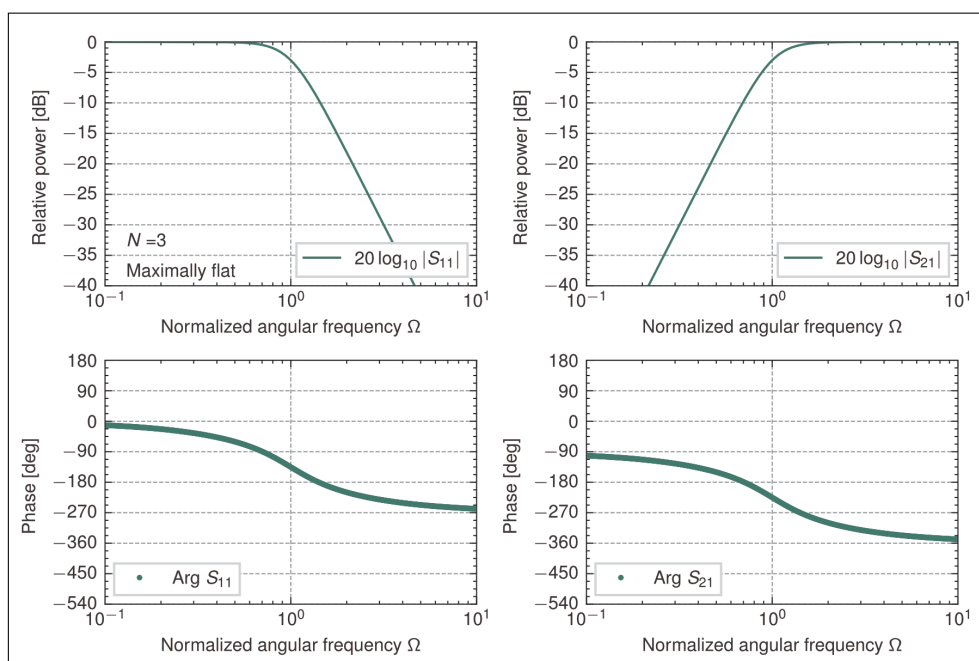 0
−5
−10
−15
−20
−25
−30
−35
−40
Relative power [dB]
N =3
Maximally flat
20 log₁₀ |S₁₁|
10⁻¹ 10⁰ 10¹
Normalized angular frequency Ω
0
−5
−10
−15
−20
−25
−30
−35
−40
Relative power [dB]
20 log₁₀ |S₂₁|
10⁻¹ 10⁰ 10¹
Normalized angular frequency Ω
180
90
0
−90
−180
−270
−360
−450
−540
Phase [deg]
Arg S₁₁
10⁻¹ 10⁰ 10¹
Normalized angular frequency Ω
180
90
0
−90
−180
−270
−360
−450
−540
Phase [deg]
Arg S₂₁
10⁻¹ 10⁰ 10¹
Normalized angular frequency Ω